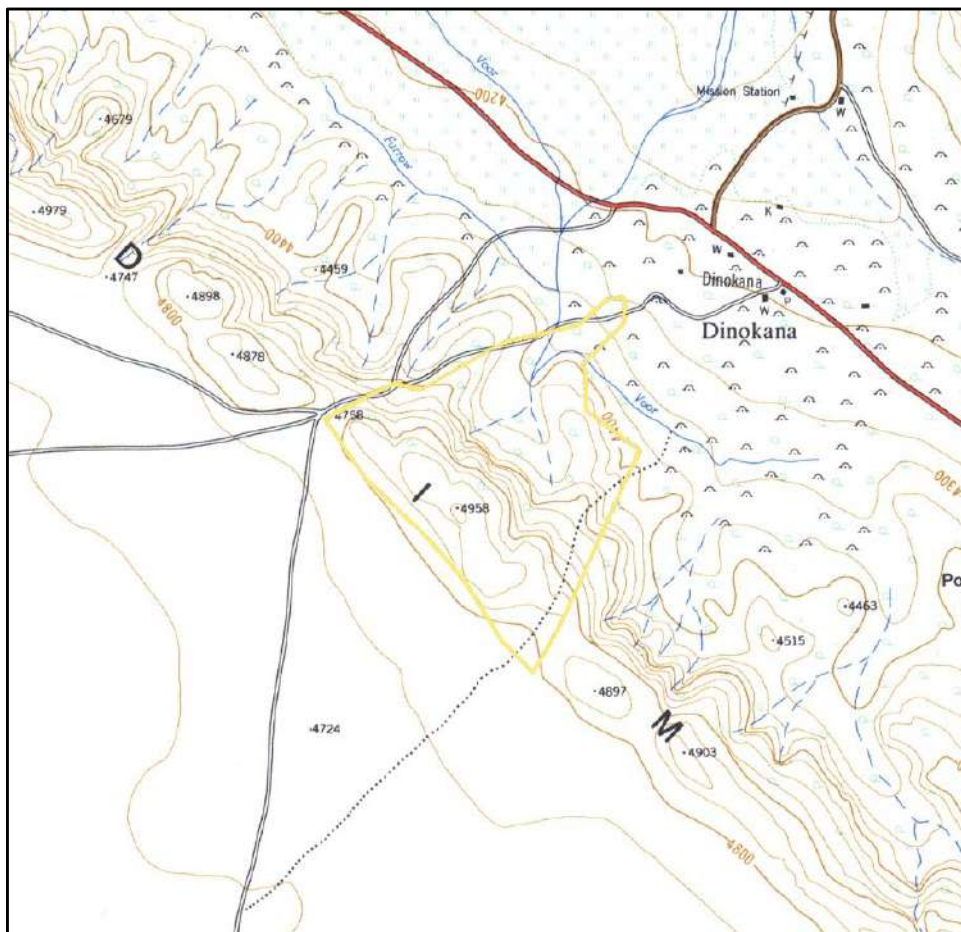 Voor
4200
Mission Station
W
4679
Furrow
4979
K
D
4400
4459
W
4747
Dinokana
P
4898
W
4800
Dinokana
4878
Voor
4758
4400
4300
I
4958
Po
4463
4515
4897
M
4724
4903
4800